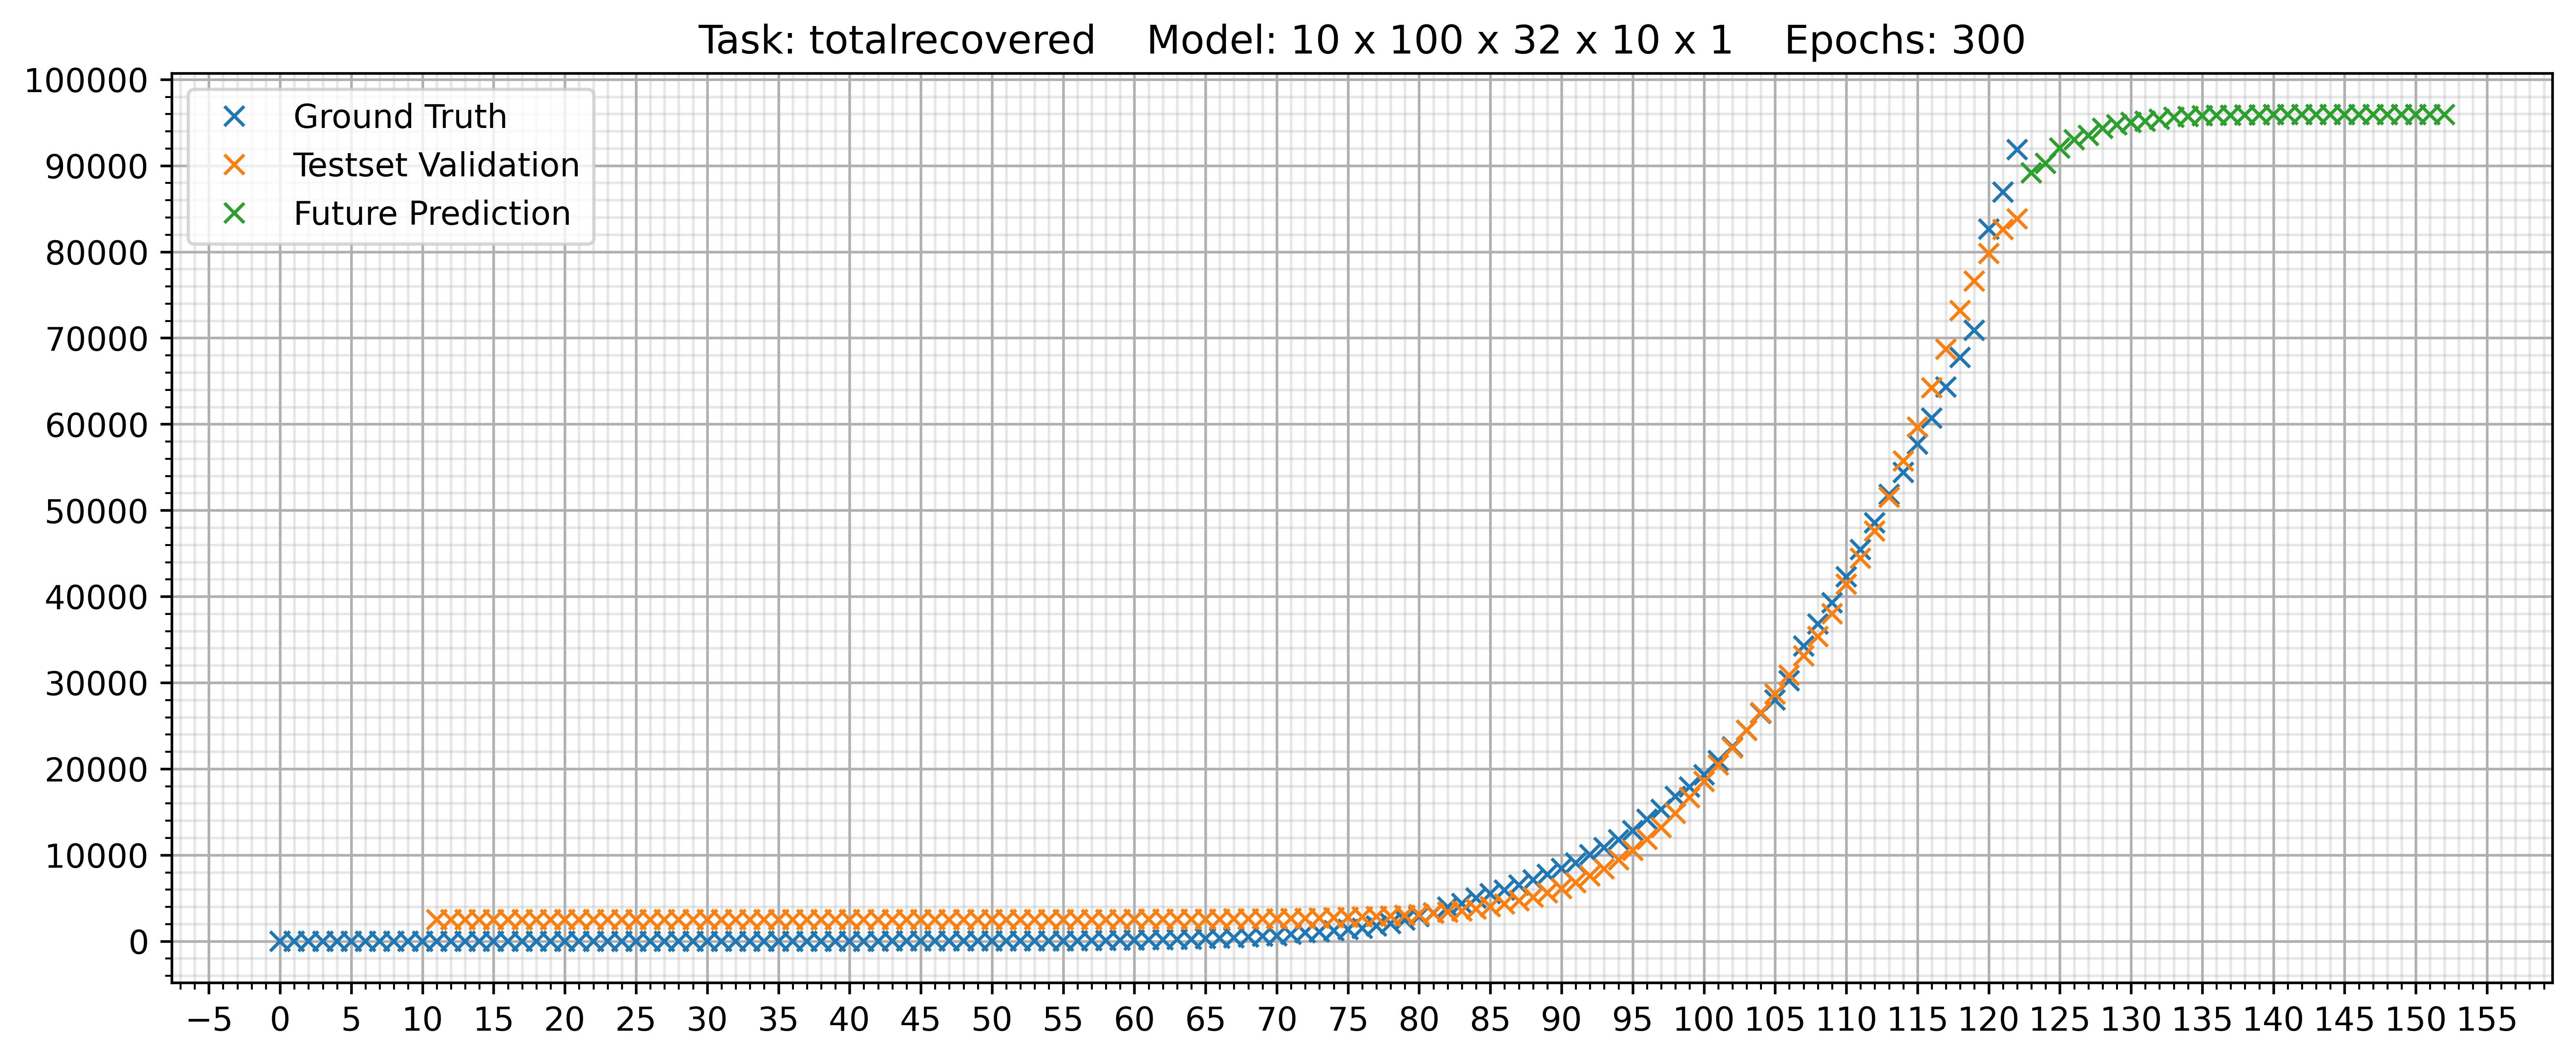 Task: totalrecovered    Model: 10 x 100 x 32 x 10 x 1    Epochs: 300
100000
90000
80000
70000
60000
50000
40000
30000
20000
10000
0
Ground Truth
Testset Validation
Future Prediction
−5 0 5 10 15 20 25 30 35 40 45 50 55 60 65 70 75 80 85 90 95 100 105 110 115 120 125 130 135 140 145 150 155